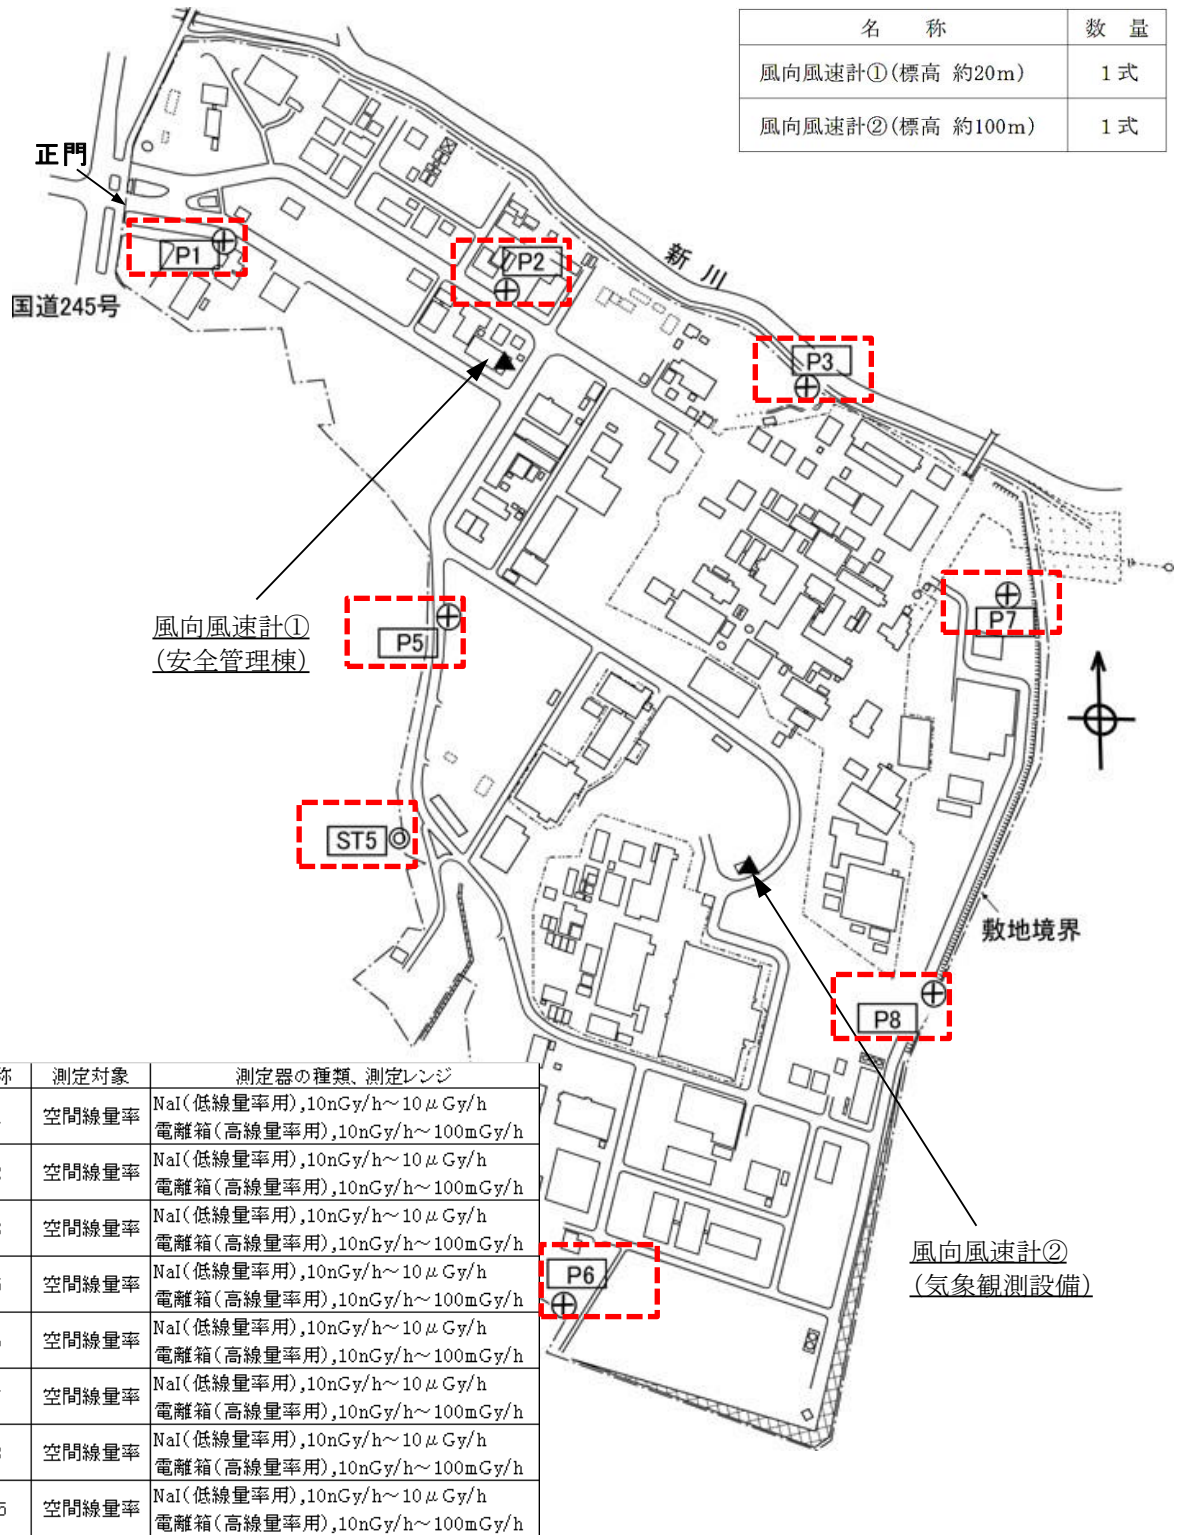 名 称 数 量
風向風速計①(標高 約20m) 1式
風向風速計②(標高 約100m) 1式
正門
P1
P2
新川
国道245号
P3
風向風速計①
(安全管理棟)
P5
P7
ST5
敷地境界
P8
風向風速計②
(気象観測設備)
P6
称 測定対象 測定器の種類、測定レンジ
空間線量率 NaI(低線量率用),10nGy/h～10μGy/h
電離箱(高線量率用),10nGy/h～100mGy/h
空間線量率 NaI(低線量率用),10nGy/h～10μGy/h
電離箱(高線量率用),10nGy/h～100mGy/h
空間線量率 NaI(低線量率用),10nGy/h～10μGy/h
電離箱(高線量率用),10nGy/h～100mGy/h
空間線量率 NaI(低線量率用),10nGy/h～10μGy/h
電離箱(高線量率用),10nGy/h～100mGy/h
空間線量率 NaI(低線量率用),10nGy/h～10μGy/h
電離箱(高線量率用),10nGy/h～100mGy/h
空間線量率 NaI(低線量率用),10nGy/h～10μGy/h
電離箱(高線量率用),10nGy/h～100mGy/h
空間線量率 NaI(低線量率用),10nGy/h～10μGy/h
電離箱(高線量率用),10nGy/h～100mGy/h
5 空間線量率 NaI(低線量率用),10nGy/h～10μGy/h
電離箱(高線量率用),10nGy/h～100mGy/h